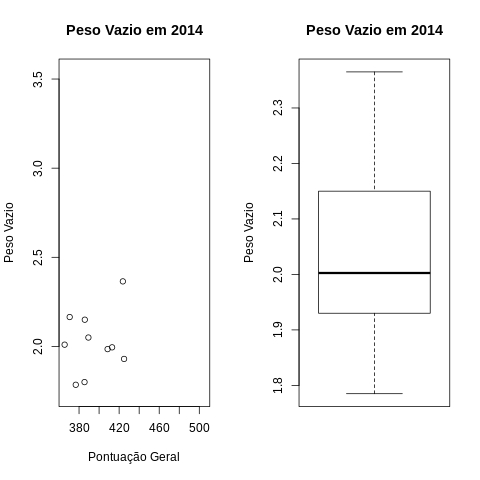 Peso Vazio em 2014
Peso Vazio
3.5
3.0
2.5
2.0
380
420
460
500
Pontuação Geral
Peso Vazio em 2014
Peso Vazio
2.3
2.2
2.1
2.0
1.9
1.8